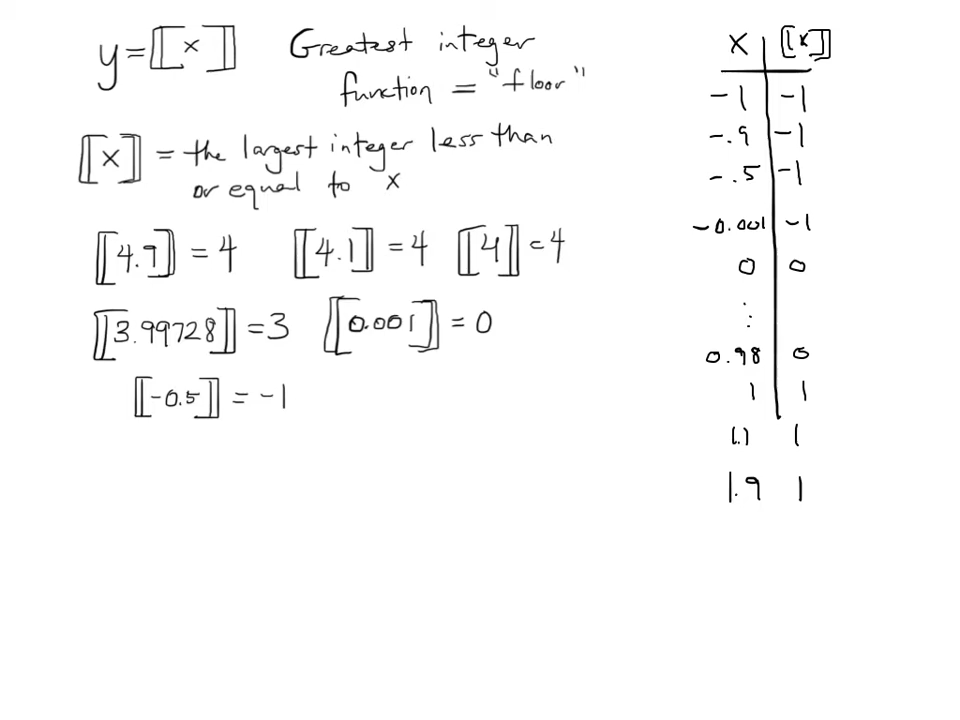 y = ⟦x⟧ Greatest integer
function = "floor"
⟦x⟧ = the largest integer less than
or equal to x
⟦4.9⟧ = 4 ⟦4.1⟧ = 4 ⟦4⟧ = 4
⟦3.99728⟧ = 3 ⟦0.001⟧ = 0
⟦-0.5⟧ = -1
x ⟦x⟧
-1 -1
-.9 -1
-.5 -1
-0.001 -1
0 0
⋮
0.98 0
1 1
1.1 1
1.9 1